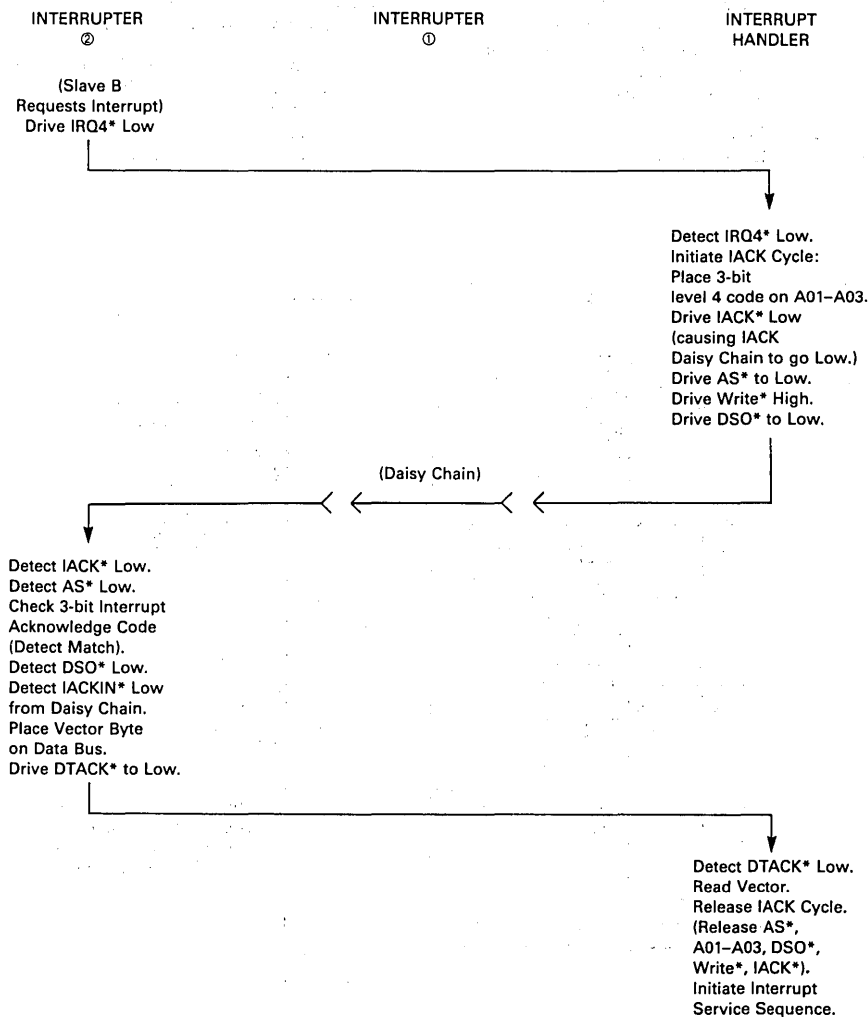 INTERRUPTER
②
INTERRUPTER
①
INTERRUPT
HANDLER
(Slave B
Requests Interrupt)
Drive IRQ4* Low
Detect IRQ4* Low.
Initiate IACK Cycle:
Place 3-bit
level 4 code on A01–A03.
Drive IACK* Low
(causing IACK
Daisy Chain to go Low.)
Drive AS* to Low.
Drive Write* High.
Drive DSO* to Low.
(Daisy Chain)
Detect IACK* Low.
Detect AS* Low.
Check 3-bit Interrupt
Acknowledge Code
(Detect Match).
Detect DSO* Low.
Detect IACKIN* Low
from Daisy Chain.
Place Vector Byte
on Data Bus.
Drive DTACK* to Low.
Detect DTACK* Low.
Read Vector.
Release IACK Cycle.
(Release AS*,
A01–A03, DSO*,
Write*, IACK*).
Initiate Interrupt
Service Sequence.